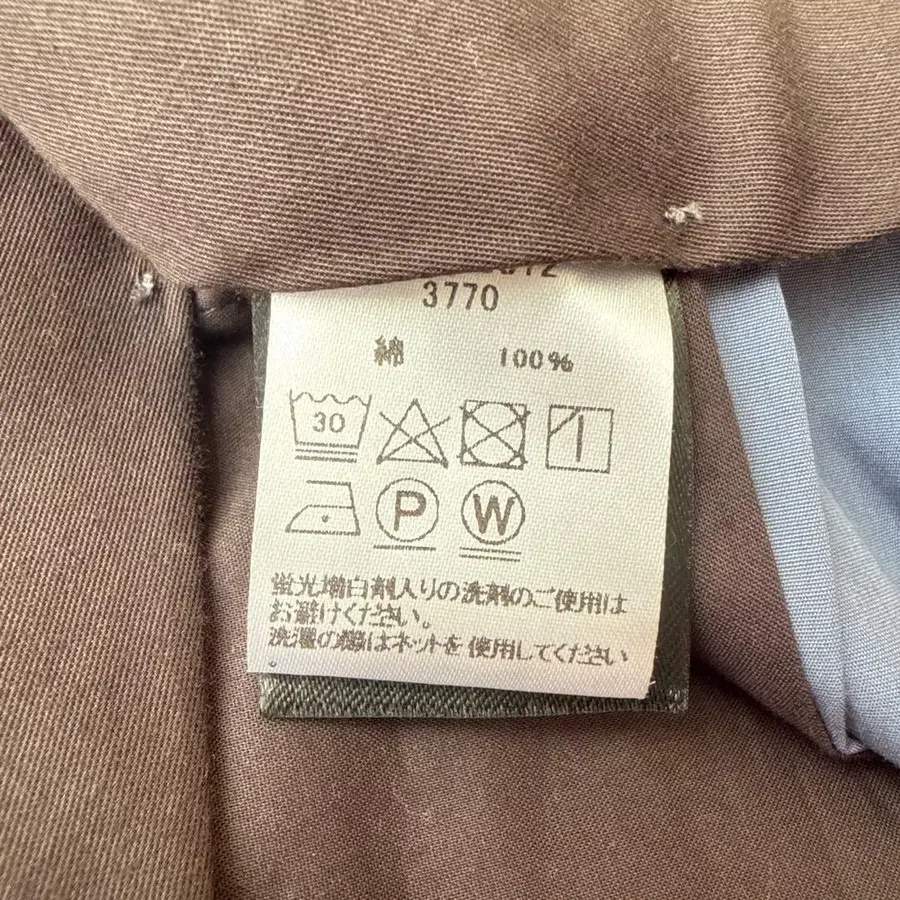 3770
綿 100%
30
P W
蛍光増白剤入りの洗剤のご使用は
お避けください。
洗濯の際はネットを使用してください
。